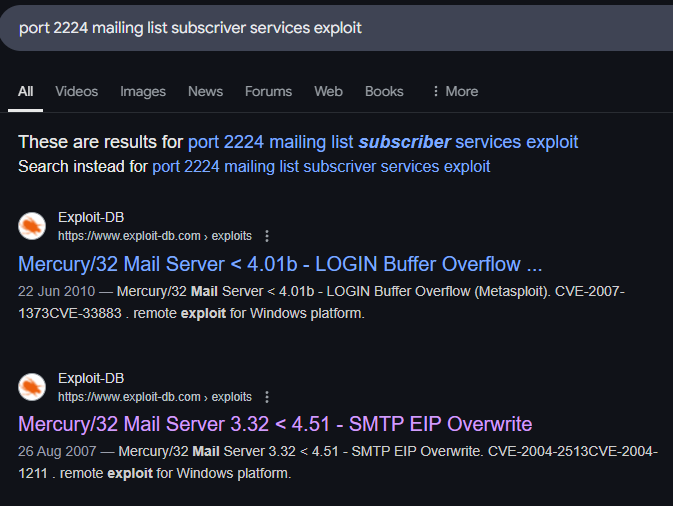 port 2224 mailing list subscriver services exploit
All Videos Images News Forums Web Books More
These are results for port 2224 mailing list subscriber services exploit
Search instead for port 2224 mailing list subscriver services exploit
Exploit-DB
https://www.exploit-db.com › exploits
Mercury/32 Mail Server < 4.01b - LOGIN Buffer Overflow ...
22 Jun 2010 — Mercury/32 Mail Server < 4.01b - LOGIN Buffer Overflow (Metasploit). CVE-2007-
1373CVE-33883 . remote exploit for Windows platform.
Exploit-DB
https://www.exploit-db.com › exploits
Mercury/32 Mail Server 3.32 < 4.51 - SMTP EIP Overwrite
26 Aug 2007 — Mercury/32 Mail Server 3.32 < 4.51 - SMTP EIP Overwrite. CVE-2004-2513CVE-2004-
1211 . remote exploit for Windows platform.